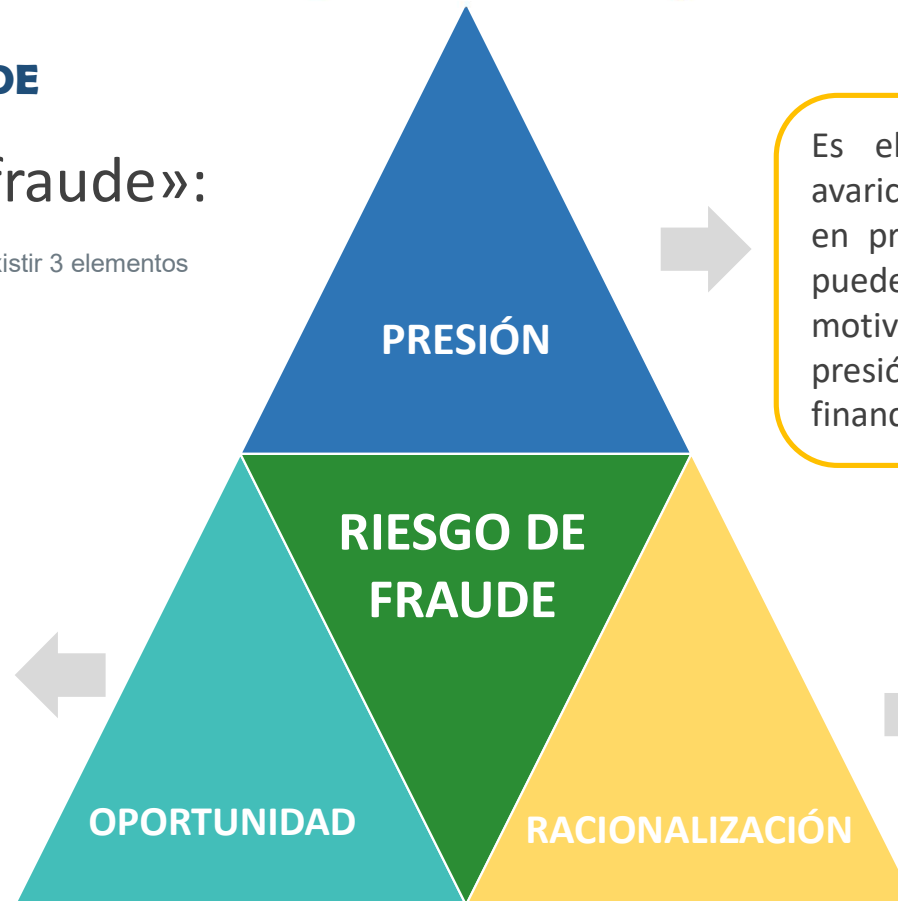 DE
fraude»:
istir 3 elementos
Es el
avaric
en pr
puede
motiv
presió
financ
PRESIÓN
RIESGO DE
FRAUDE
OPORTUNIDAD
RACIONALIZACIÓN